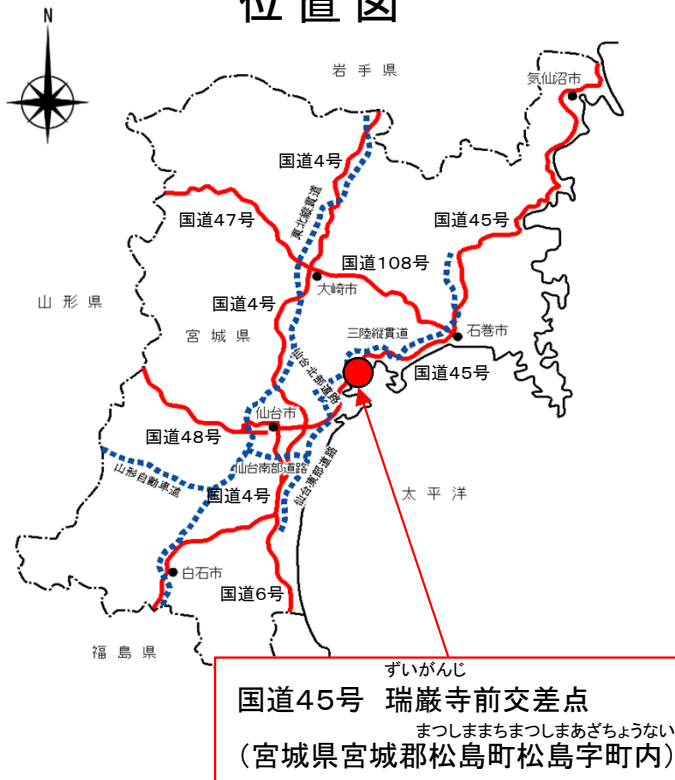 位置図
N
岩手県
気仙沼市
国道4号
東北縦貫道
国道47号
国道45号
国道108号
大崎市
国道4号
山形県
宮城県
三陸縦貫道
石巻市
仙台北部道路
国道45号
仙台市
国道48号
仙台南部道路
山形自動車道
国道4号
仙台東部道路
太平洋
白石市
国道6号
福島県
ずいがんじ
国道45号 瑞巌寺前交差点
まつしままちまつしまあざちょうない
(宮城県宮城郡松島町松島字町内)